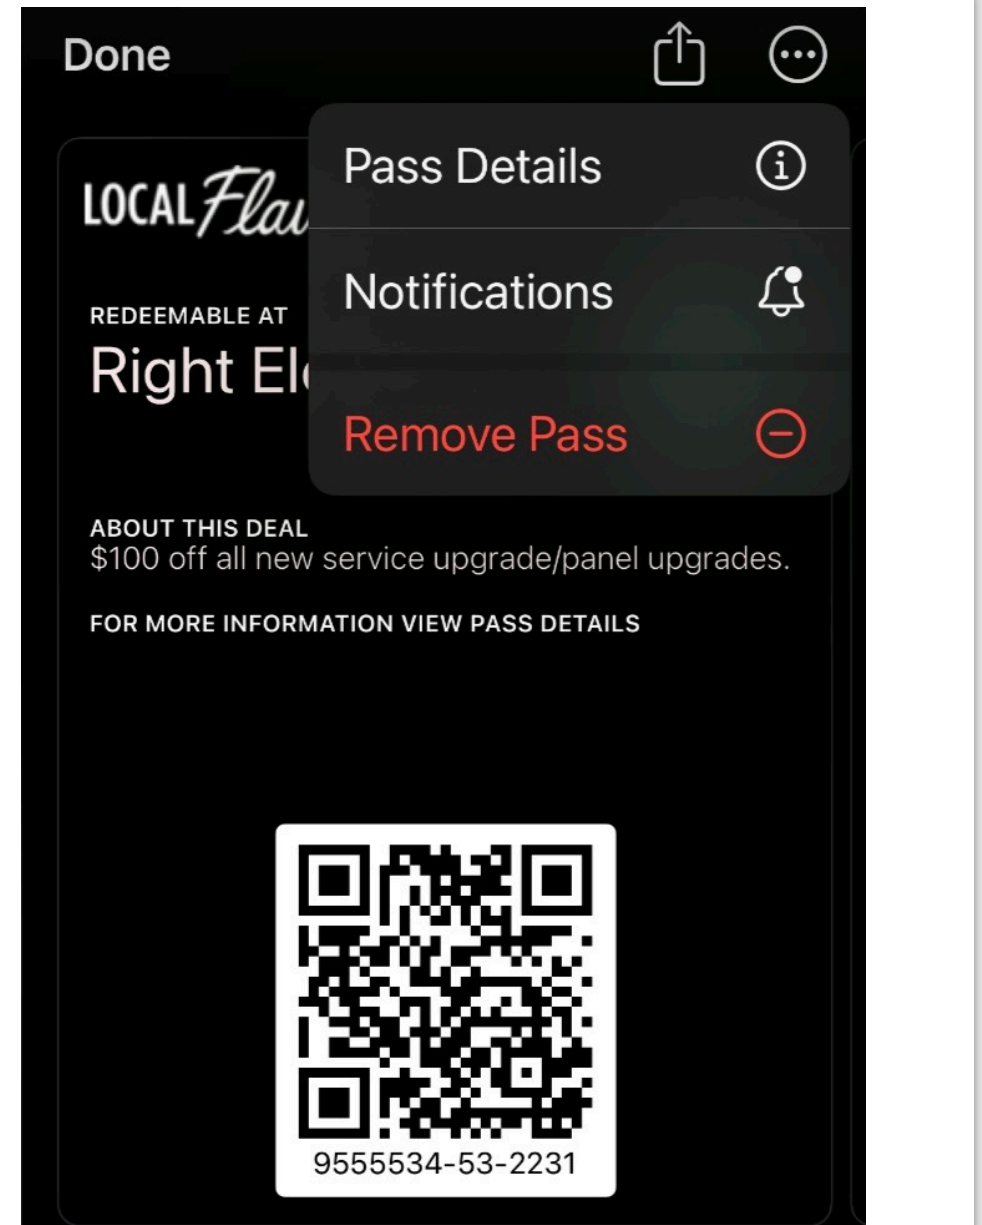 Done
Pass Details
LOCAL
Notifications
REDEEMABLE AT
Right
Remove Pass
ABOUT THIS DEAL
$100 off all new service upgrade/panel upgrades.
FOR MORE INFORMATION VIEW PASS DETAILS
9555534-53-2231